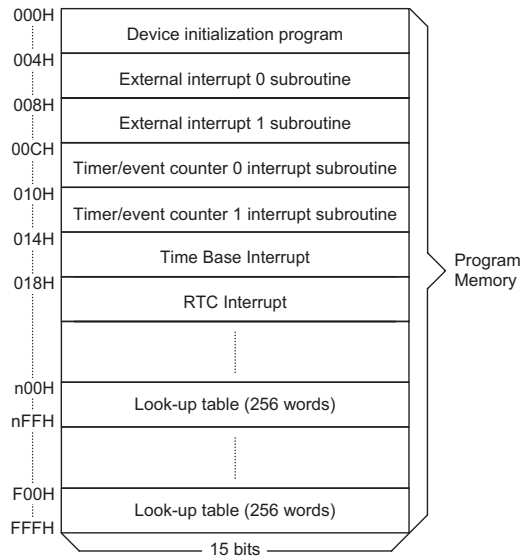 000H
Device initialization program
004H
External interrupt 0 subroutine
008H
External interrupt 1 subroutine
00CH
Timer/event counter 0 interrupt subroutine
010H
Timer/event counter 1 interrupt subroutine
014H
Time Base Interrupt
018H
RTC Interrupt
Program
Memory
n00H
Look-up table (256 words)
nFFH
F00H
Look-up table (256 words)
FFFH
15 bits